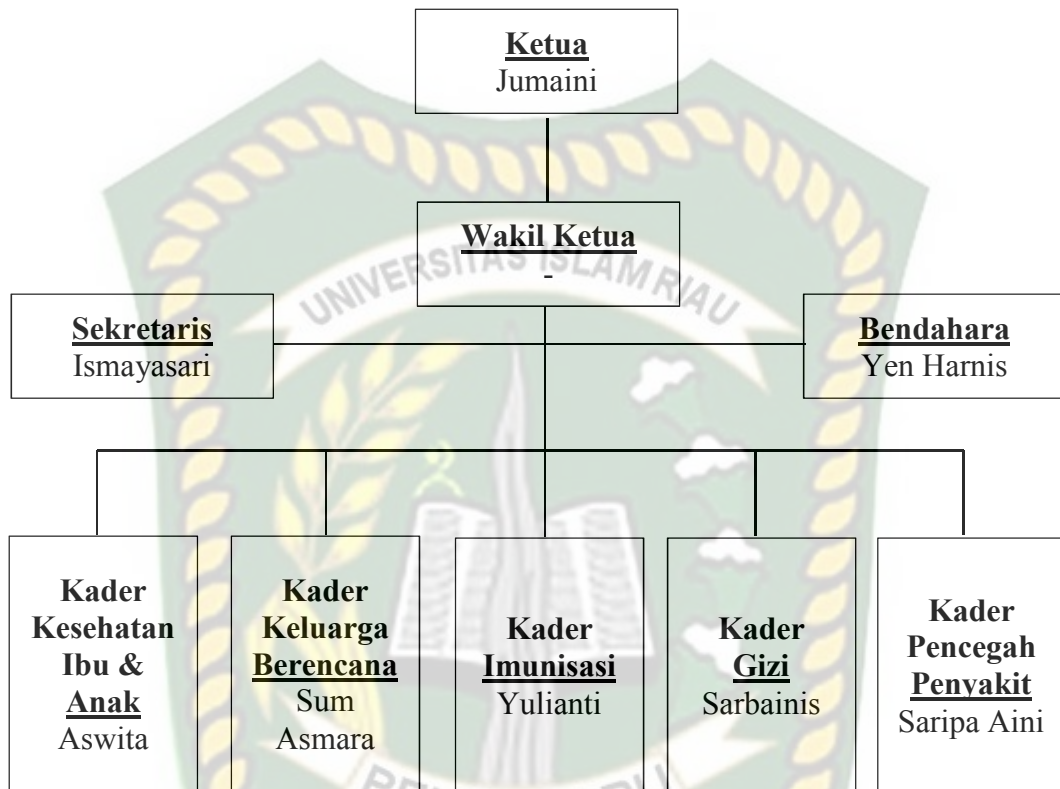 Ketua
Jumaini
Wakil Ketua
-
UNIVERSITAS ISLAM RIAU
Sekretaris
Ismayasari
Bendahara
Yen Harnis
Kader
Kesehatan
Ibu &
Anak
Aswita
Kader
Keluarga
Berencana
Sum
Asmara
Kader
Imunisasi
Yulianti
Kader
Gizi
Sarbainis
Kader
Pencegah
Penyakit
Saripa Aini